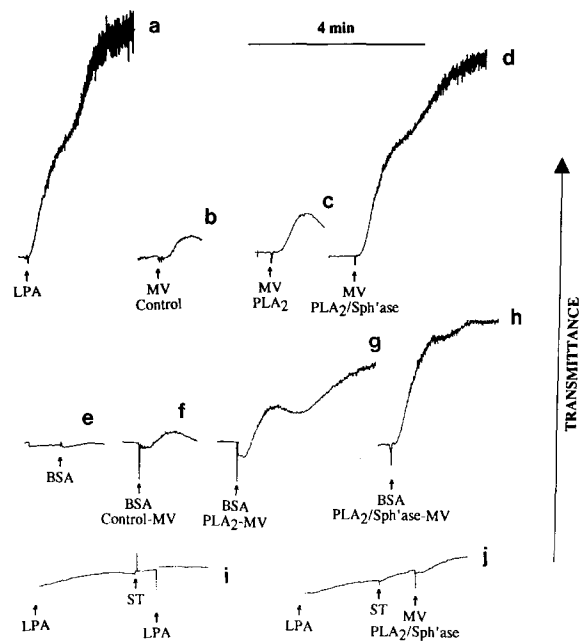 a
4 min
d
b
c
LPA
MV
Control
MV
PLA2
MV
PLA2/Sph'ase
TRANSMITTANCE
e
f
g
h
BSA
BSA
Control-MV
BSA
PLA2-MV
BSA
PLA2/Sph'ase-MV
i
j
LPA
ST
LPA
LPA
ST
MV
PLA2/Sph'ase